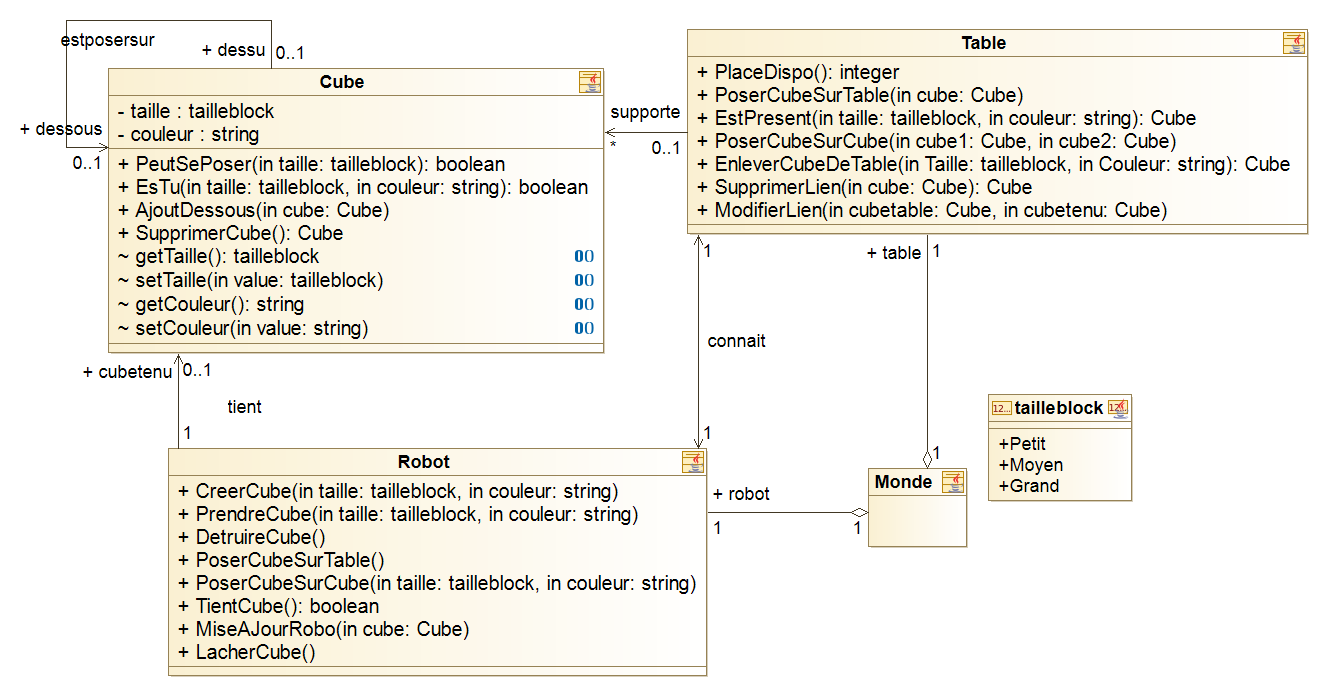 estposersur
+ dessu
0..1
+ dessous
0..1
Cube
- taille : tailleblock
- couleur : string
+ PeutSePoser(in taille: tailleblock): boolean
+ EsTu(in taille: tailleblock, in couleur: string): boolean
+ AjoutDessous(in cube: Cube)
+ SupprimerCube(): Cube
~ getTaille(): tailleblock
~ setTaille(in value: tailleblock)
~ getCouleur(): string
~ setCouleur(in value: string)
supporte
*
0..1
Table
+ PlaceDispo(): integer
+ PoserCubeSurTable(in cube: Cube)
+ EstPresent(in taille: tailleblock, in couleur: string): Cube
+ PoserCubeSurCube(in cube1: Cube, in cube2: Cube)
+ EnleverCubeDeTable(in Taille: tailleblock, in Couleur: string): Cube
+ SupprimerLien(in cube: Cube): Cube
+ ModifierLien(in cubetable: Cube, in cubetenu: Cube)
1
+ table
1
connait
1
1
+ cubetenu
0..1
tient
1
Robot
+ CreerCube(in taille: tailleblock, in couleur: string)
+ PrendreCube(in taille: tailleblock, in couleur: string)
+ DetruireCube()
+ PoserCubeSurTable()
+ PoserCubeSurCube(in taille: tailleblock, in couleur: string)
+ TientCube(): boolean
+ MiseAJourRobo(in cube: Cube)
+ LacherCube()
+ robot
1
1
Monde
12... tailleblock
+Petit
+Moyen
+Grand